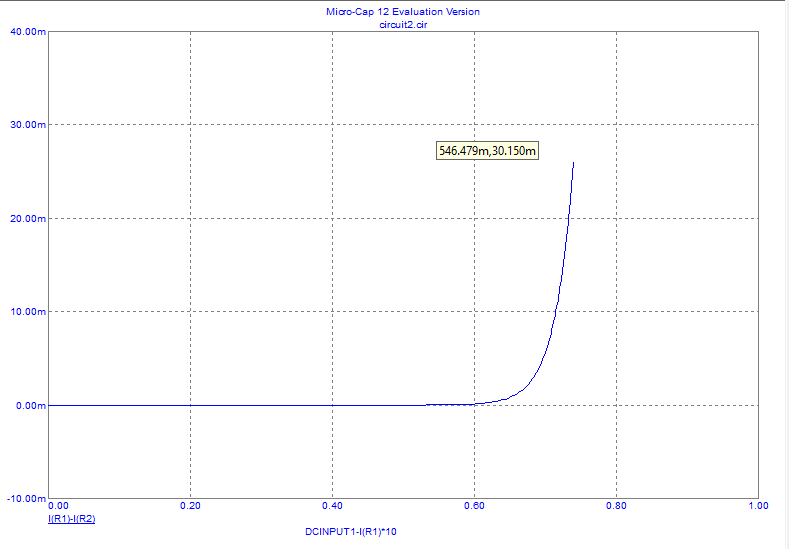 Micro-Cap 12 Evaluation Version
circuit2.cir
40.00m
30.00m
546.479m,30.150m
20.00m
10.00m
0.00m
-10.00m
0.00 0.20 0.40 0.60 0.80 1.00
I(R1)-I(R2)
DCINPUT1-I(R1)*10